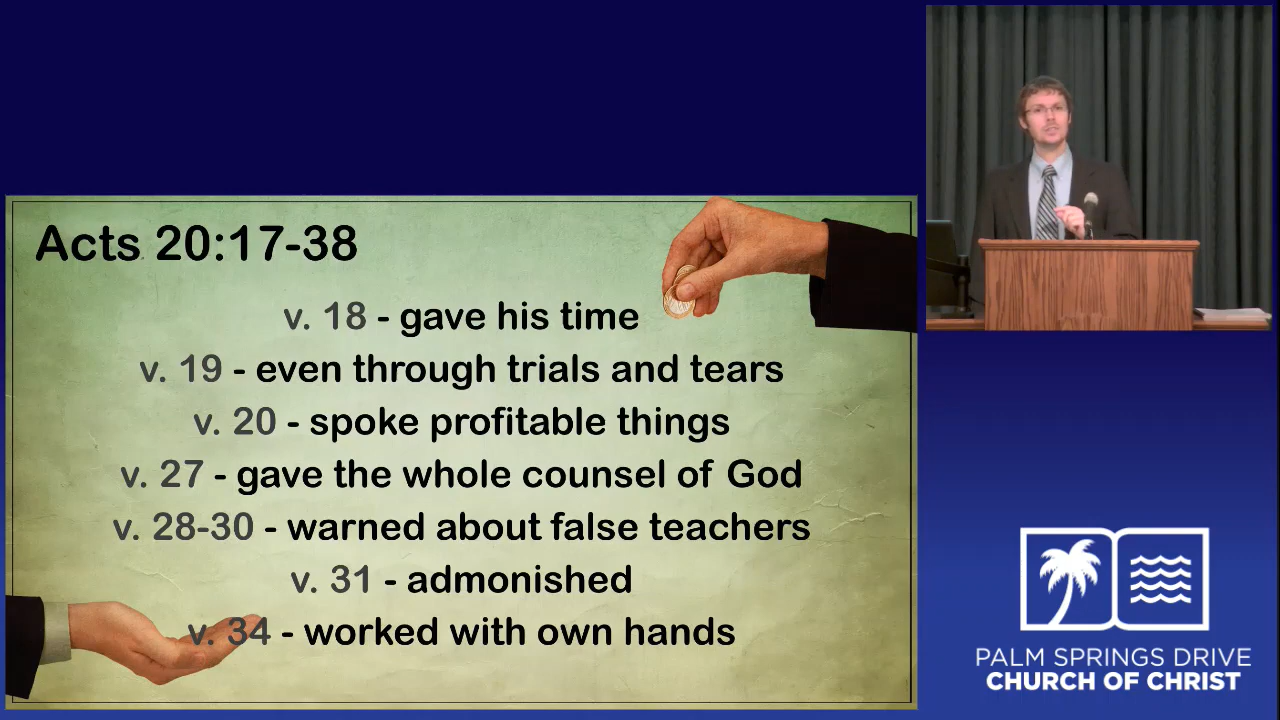 Acts 20:17-38
v. 18 - gave his time
v. 19 - even through trials and tears
v. 20 - spoke profitable things
v. 27 - gave the whole counsel of God
v. 28-30 - warned about false teachers
v. 31 - admonished
v. 34 - worked with own hands
PALM SPRINGS DRIVE
CHURCH OF CHRIST